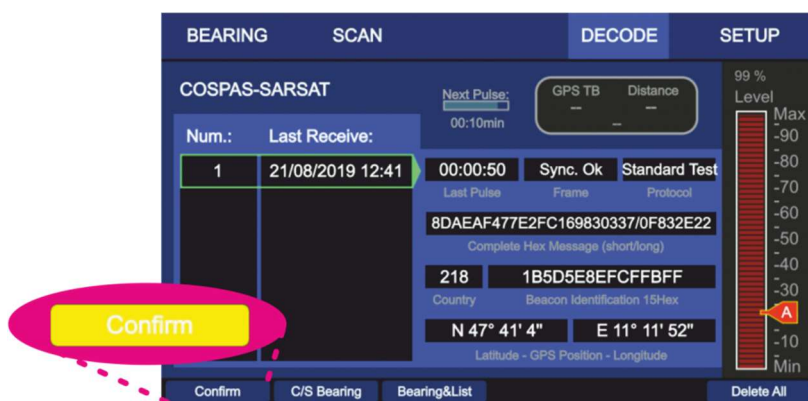 BEARING SCAN DECODE SETUP
COSPAS-SARSAT
Next Pulse:
00:10min
GPS TB Distance
– –
–
99 %
Level
Max
-90
-80
-70
-60
-50
-40
-30
A
-10
Min
Num.: Last Receive:
1 21/08/2019 12:41
00:00:50 Sync. Ok Standard Test
Last Pulse Frame Protocol
8DAEAF477E2FC169830337/0F832E22
Complete Hex Message (short/long)
218 1B5D5E8EFCFFBFF
Country Beacon Identification 15Hex
N 47° 41' 4" E 11° 11' 52"
Latitude - GPS Position - Longitude
Confirm
Confirm C/S Bearing Bearing&List Delete All